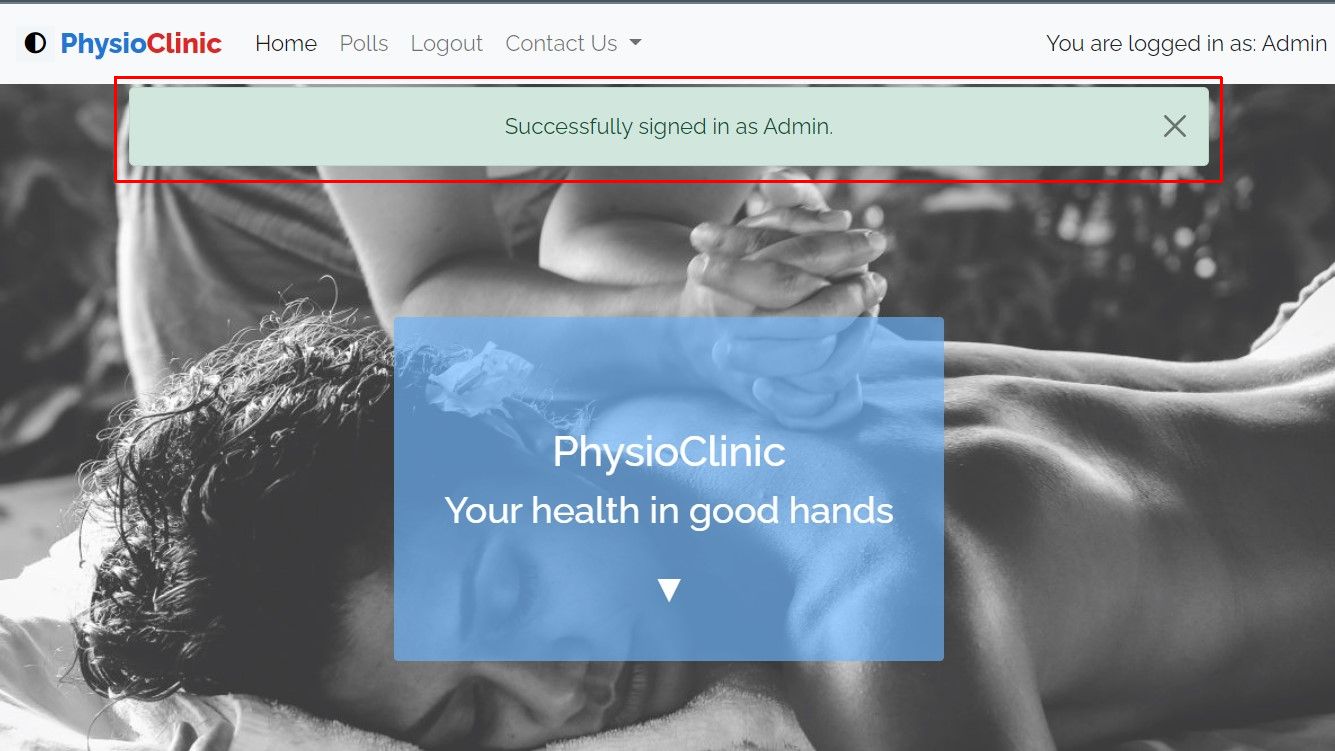 PhysioClinic Home Polls Logout Contact Us You are logged in as: Admin
Successfully signed in as Admin.
PhysioClinic
Your health in good hands